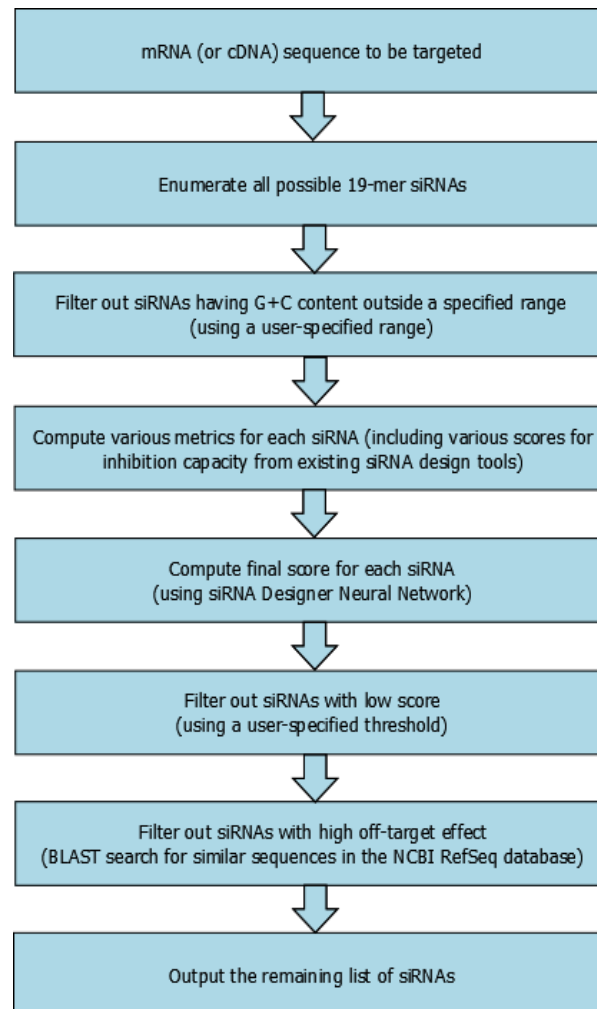 mRNA (or cDNA) sequence to be targeted
Enumerate all possible 19-mer siRNAs
Filter out siRNAs having G+C content outside a specified range
(using a user-specified range)
Compute various metrics for each siRNA (including various scores for
inhibition capacity from existing siRNA design tools)
Compute final score for each siRNA
(using siRNA Designer Neural Network)
Filter out siRNAs with low score
(using a user-specified threshold)
Filter out siRNAs with high off-target effect
(BLAST search for similar sequences in the NCBI RefSeq database)
Output the remaining list of siRNAs